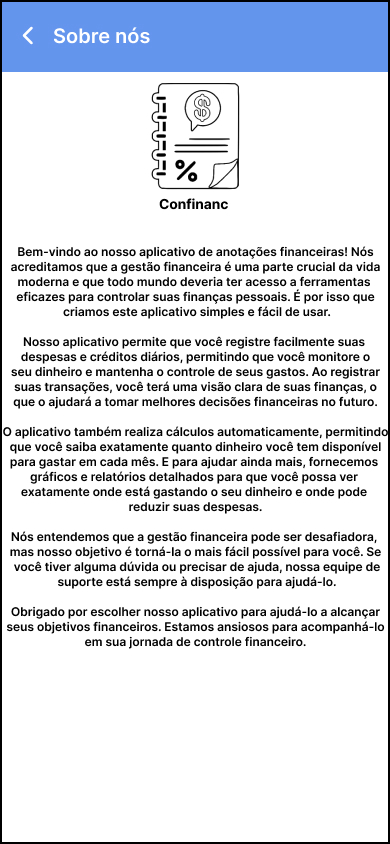 Sobre nós
%
Confinanc
Bem-vindo ao nosso aplicativo de anotações financeiras! Nós
acreditamos que a gestão financeira é uma parte crucial da vida
moderna e que todo mundo deveria ter acesso a ferramentas
eficazes para controlar suas finanças pessoais. É por isso que
criamos este aplicativo simples e fácil de usar.
Nosso aplicativo permite que você registre facilmente suas
despesas e créditos diários, permitindo que você monitore o
seu dinheiro e mantenha o controle de seus gastos. Ao registrar
suas transações, você terá uma visão clara de suas finanças, o
que o ajudará a tomar melhores decisões financeiras no futuro.
O aplicativo também realiza cálculos automaticamente, permitindo
que você saiba exatamente quanto dinheiro você tem disponível
para gastar em cada mês. E para ajudar ainda mais, fornecemos
gráficos e relatórios detalhados para que você possa ver
exatamente onde está gastando o seu dinheiro e onde pode
reduzir suas despesas.
Nós entendemos que a gestão financeira pode ser desafiadora,
mas nosso objetivo é torná-la o mais fácil possível para você. Se
você tiver alguma dúvida ou precisar de ajuda, nossa equipe de
suporte está sempre à disposição para ajudá-lo.
Obrigado por escolher nosso aplicativo para ajudá-lo a alcançar
seus objetivos financeiros. Estamos ansiosos para acompanhá-lo
em sua jornada de controle financeiro.